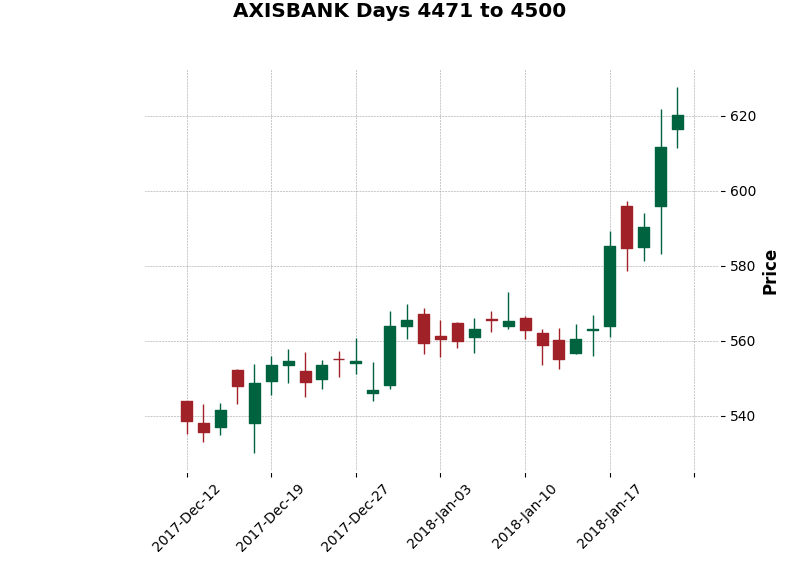 AXISBANK Days 4471 to 4500
620
600
580
560
540
Price
2017-Dec-12
2017-Dec-19
2017-Dec-27
2018-Jan-03
2018-Jan-10
2018-Jan-17